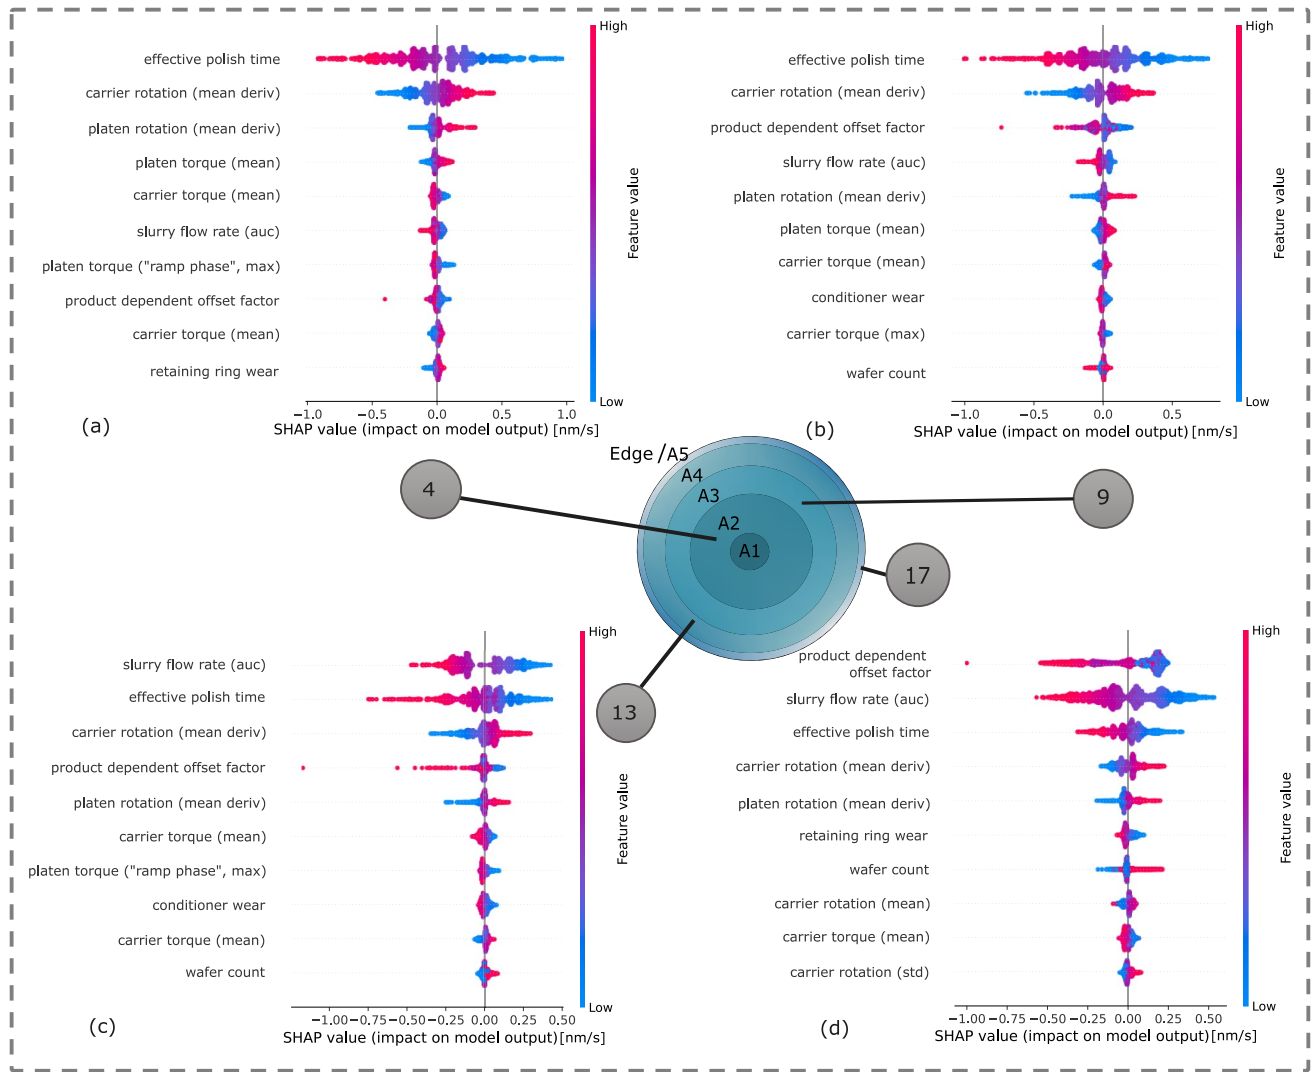 High
effective polish time
carrier rotation (mean deriv)
platen rotation (mean deriv)
platen torque (mean)
carrier torque (mean)
slurry flow rate (auc)
platen torque ("ramp phase", max)
product dependent offset factor
carrier torque (mean)
retaining ring wear
Feature value
Low
−1.0 −0.5 0.0 0.5 1.0
SHAP value (impact on model output) [nm/s]
(a)
High
effective polish time
carrier rotation (mean deriv)
product dependent offset factor
slurry flow rate (auc)
platen rotation (mean deriv)
platen torque (mean)
carrier torque (mean)
conditioner wear
carrier torque (max)
wafer count
Feature value
Low
−1.0 −0.5 0.0 0.5
SHAP value (impact on model output) [nm/s]
(b)
Edge /A5
A4
A3
A2
A1
4
9
17
13
High
slurry flow rate (auc)
effective polish time
carrier rotation (mean deriv)
product dependent offset factor
platen rotation (mean deriv)
carrier torque (mean)
platen torque ("ramp phase", max)
conditioner wear
carrier torque (mean)
wafer count
Feature value
Low
−1.00 −0.75 −0.50 −0.25 0.00 0.25 0.50
SHAP value (impact on model output) [nm/s]
(c)
High
product dependent
offset factor
slurry flow rate (auc)
effective polish time
carrier rotation (mean deriv)
platen rotation (mean deriv)
retaining ring wear
wafer count
carrier rotation (mean)
carrier torque (mean)
carrier rotation (std)
Feature value
Low
−1.00 −0.75 −0.50 −0.25 0.00 0.25 0.50
SHAP value (impact on model output) [nm/s]
(d)